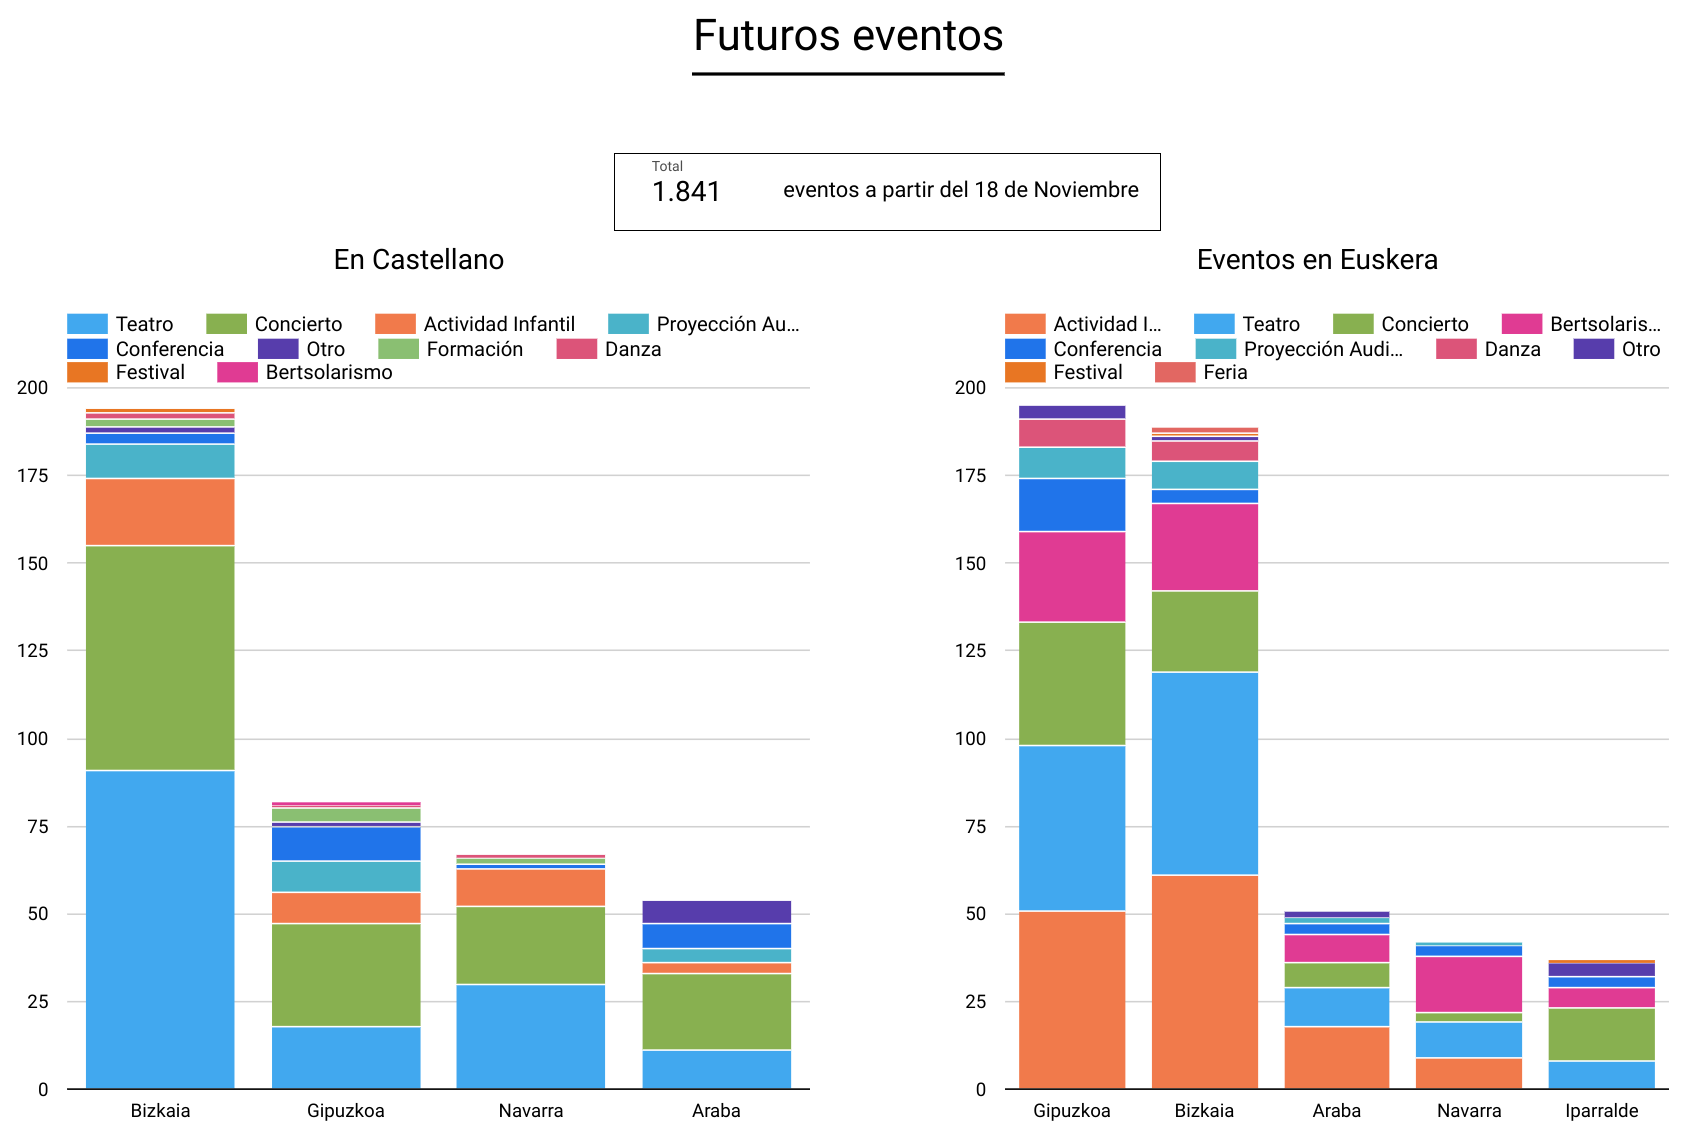 Futuros eventos
Total
1.841 eventos a partir del 18 de Noviembre
En Castellano
Teatro Concierto Actividad Infantil Proyección Au...
Conferencia Otro Formación Danza
Festival Bertsolarismo
200
175
150
125
100
75
50
25
0
Bizkaia Gipuzkoa Navarra Araba
Eventos en Euskera
Actividad I... Teatro Concierto Bertsolaris...
Conferencia Proyección Audi... Danza Otro
Festival Feria
200
175
150
125
100
75
50
25
0
Gipuzkoa Bizkaia Araba Navarra Iparralde